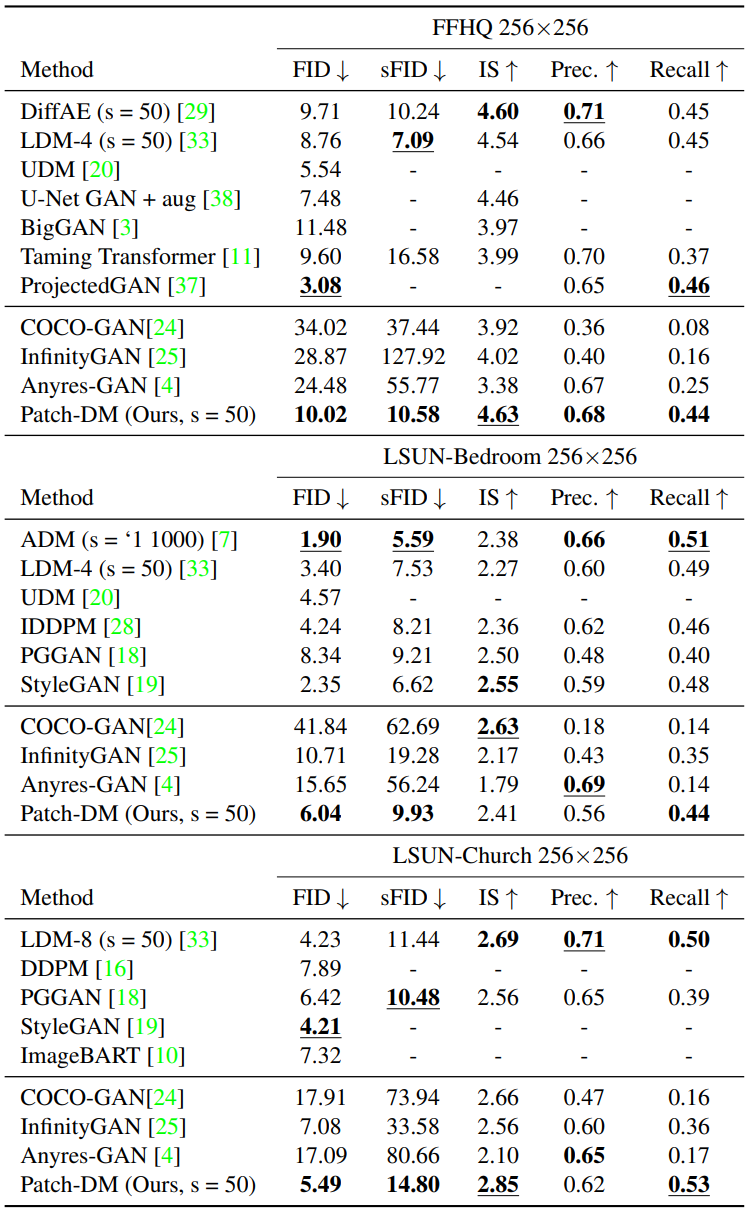 FFHQ 256×256
Method FID ↓ sFID ↓ IS ↑ Prec. ↑ Recall ↑
DiffAE (s = 50) [29] 9.71 10.24 4.60 0.71 0.45
LDM-4 (s = 50) [33] 8.76 7.09 4.54 0.66 0.45
UDM [20] 5.54 - - - -
U-Net GAN + aug [38] 7.48 - 4.46 - -
BigGAN [3] 11.48 - 3.97 - -
Taming Transformer [11] 9.60 16.58 3.99 0.70 0.37
ProjectedGAN [37] 3.08 - - 0.65 0.46
COCO-GAN[24] 34.02 37.44 3.92 0.36 0.08
InfinityGAN [25] 28.87 127.92 4.02 0.40 0.16
Anyres-GAN [4] 24.48 55.77 3.38 0.67 0.25
Patch-DM (Ours, s = 50) 10.02 10.58 4.63 0.68 0.44
LSUN-Bedroom 256×256
Method FID ↓ sFID ↓ IS ↑ Prec. ↑ Recall ↑
ADM (s = ‘1 1000) [7] 1.90 5.59 2.38 0.66 0.51
LDM-4 (s = 50) [33] 3.40 7.53 2.27 0.60 0.49
UDM [20] 4.57 - - - -
IDDPM [28] 4.24 8.21 2.36 0.62 0.46
PGGAN [18] 8.34 9.21 2.50 0.48 0.40
StyleGAN [19] 2.35 6.62 2.55 0.59 0.48
COCO-GAN[24] 41.84 62.69 2.63 0.18 0.14
InfinityGAN [25] 10.71 19.28 2.17 0.43 0.35
Anyres-GAN [4] 15.65 56.24 1.79 0.69 0.14
Patch-DM (Ours, s = 50) 6.04 9.93 2.41 0.56 0.44
LSUN-Church 256×256
Method FID ↓ sFID ↓ IS ↑ Prec. ↑ Recall ↑
LDM-8 (s = 50) [33] 4.23 11.44 2.69 0.71 0.50
DDPM [16] 7.89 - - - -
PGGAN [18] 6.42 10.48 2.56 0.65 0.39
StyleGAN [19] 4.21 - - - -
ImageBART [10] 7.32 - - - -
COCO-GAN[24] 17.91 73.94 2.66 0.47 0.16
InfinityGAN [25] 7.08 33.58 2.56 0.60 0.36
Anyres-GAN [4] 17.09 80.66 2.10 0.65 0.17
Patch-DM (Ours, s = 50) 5.49 14.80 2.85 0.62 0.53